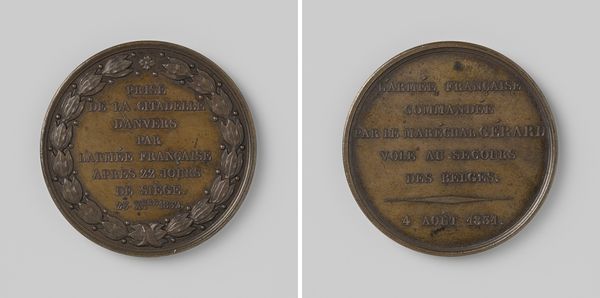 PRISE
DE LA CITADELLE
D'ANVERS
PAR
L'ARMÉE FRANÇAISE
APRÈS 22 JOURS
DE SIÈGE.
1832.
L'ARMÉE FRANÇAISE
COMMANDÉE
PAR LE MARÉCHAL GÉRARD
VOLE AU SECOURS
DES BELGES.
4 AOÛT 1831.